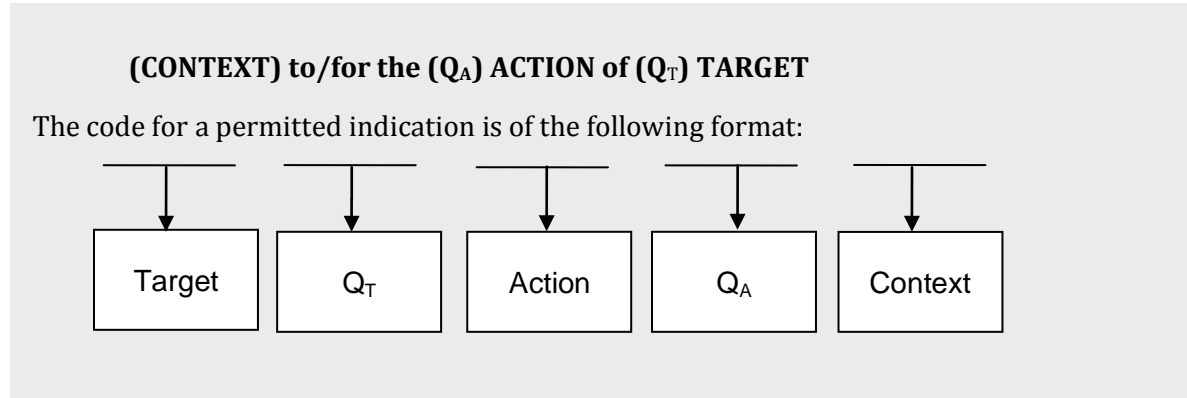 (CONTEXT) to/for the (QA) ACTION of (QT) TARGET
The code for a permitted indication is of the following format:
Target QT Action QA Context